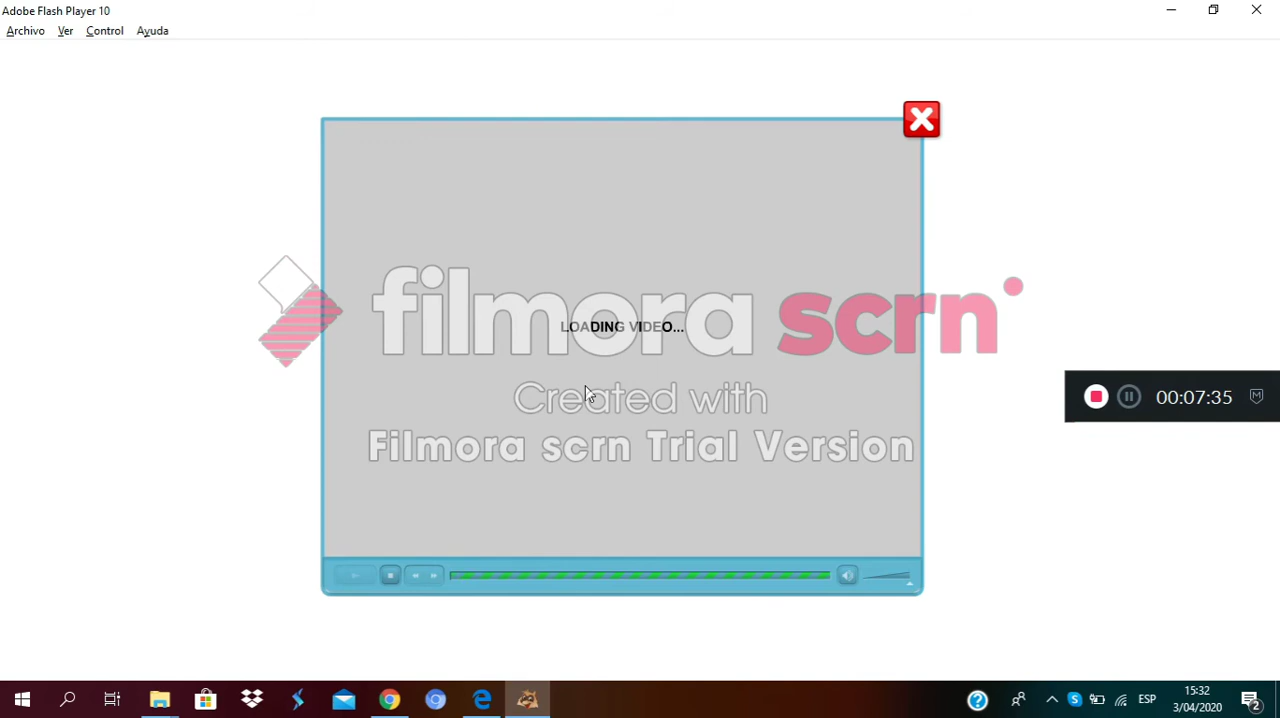 Adobe Flash Player 10
Archivo Ver Control Ayuda
filmora scrn
LOADING VIDEO...
Created with
Filmora scrn Trial Version
00:07:35
ESP
15:32
3/04/2020
2